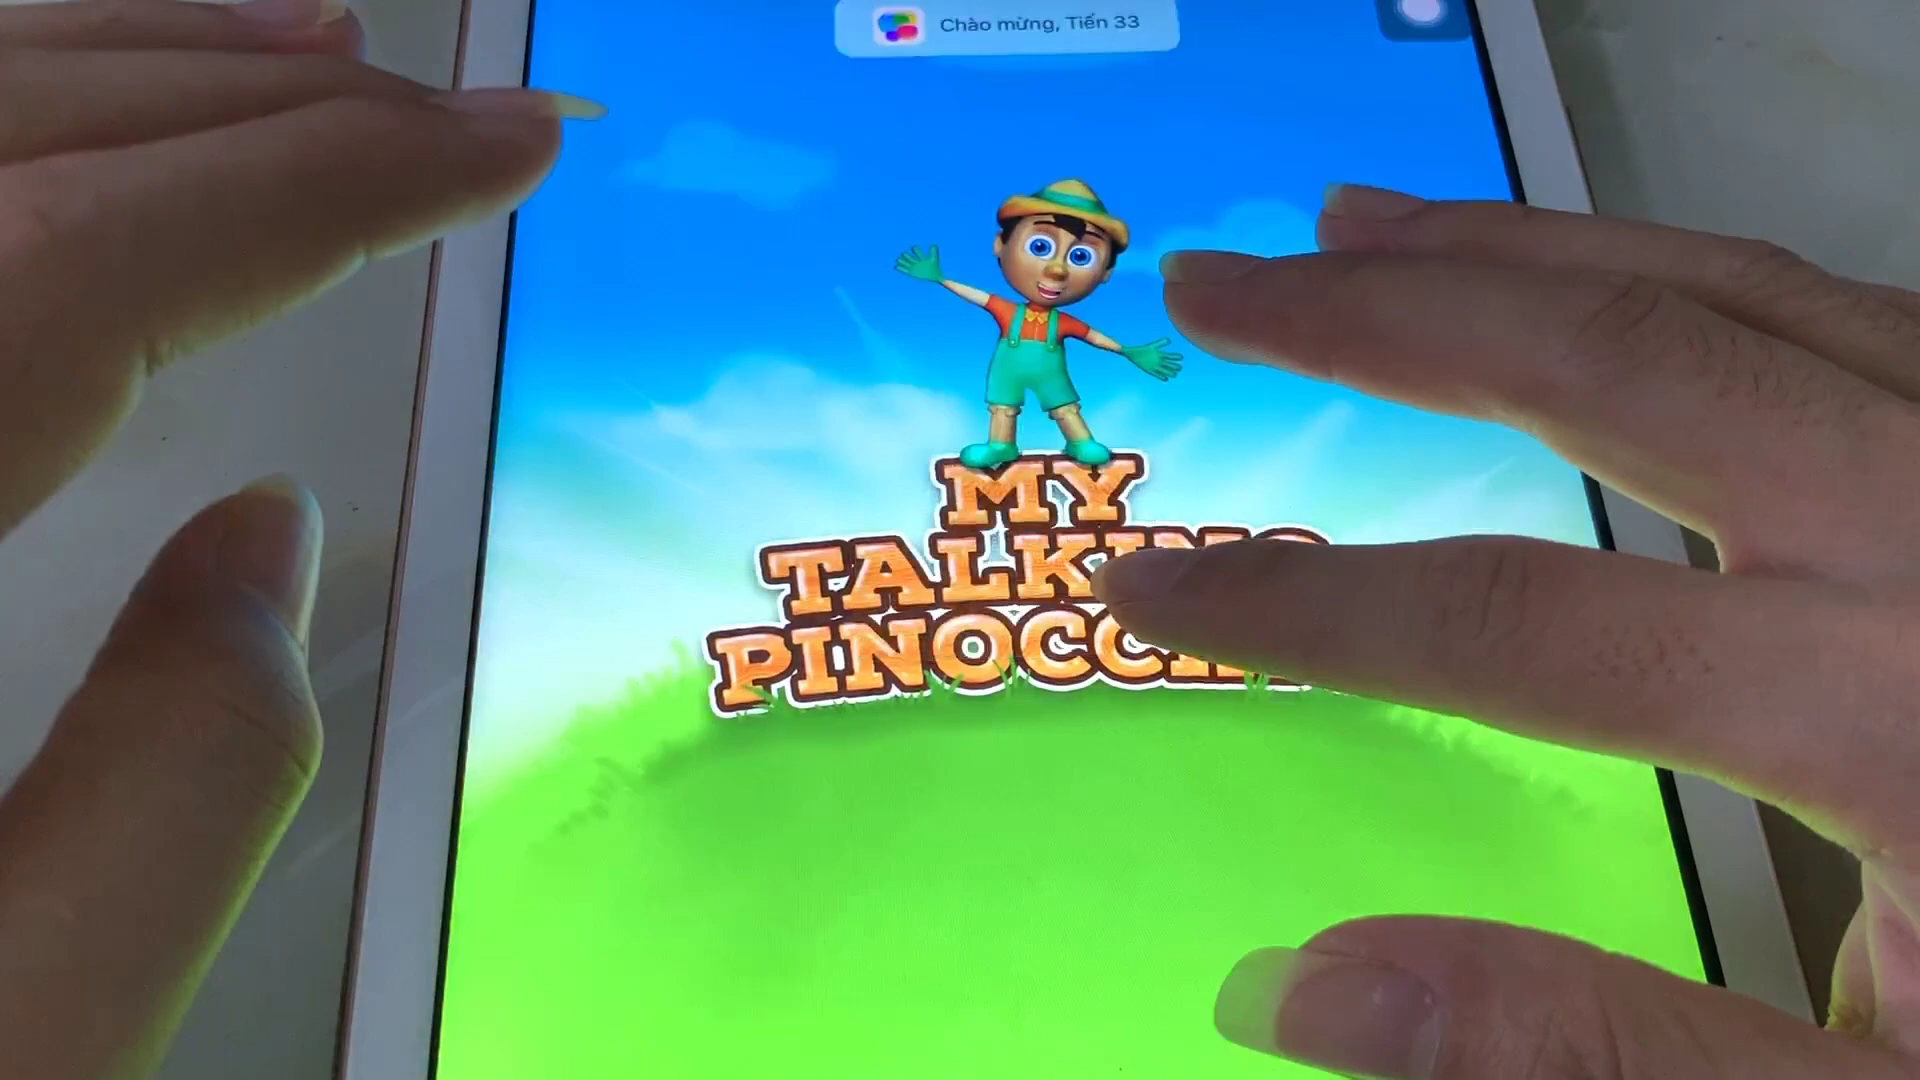 Chào mừng, Tiến 33
MY
TALKING
PINOCCH